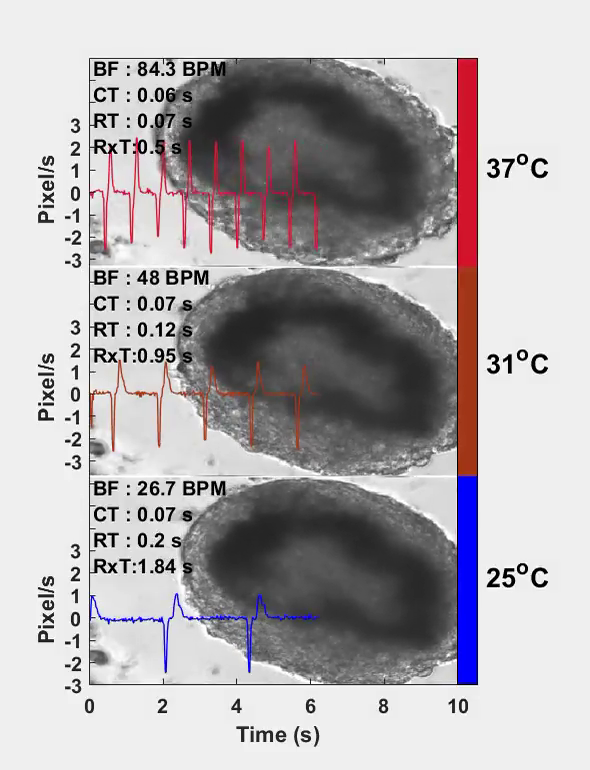 BF : 84.3 BPM
CT : 0.06 s
RT : 0.07 s
RxT:0.5 s
3
2
1
0
-1
-2
-3
Pixel/s
37°C
BF : 48 BPM
CT : 0.07 s
RT : 0.12 s
RxT:0.95 s
3
2
1
0
-1
-2
-3
Pixel/s
31°C
BF : 26.7 BPM
CT : 0.07 s
RT : 0.2 s
RxT:1.84 s
3
2
1
0
-1
-2
-3
Pixel/s
25°C
0 2 4 6 8 10
Time (s)